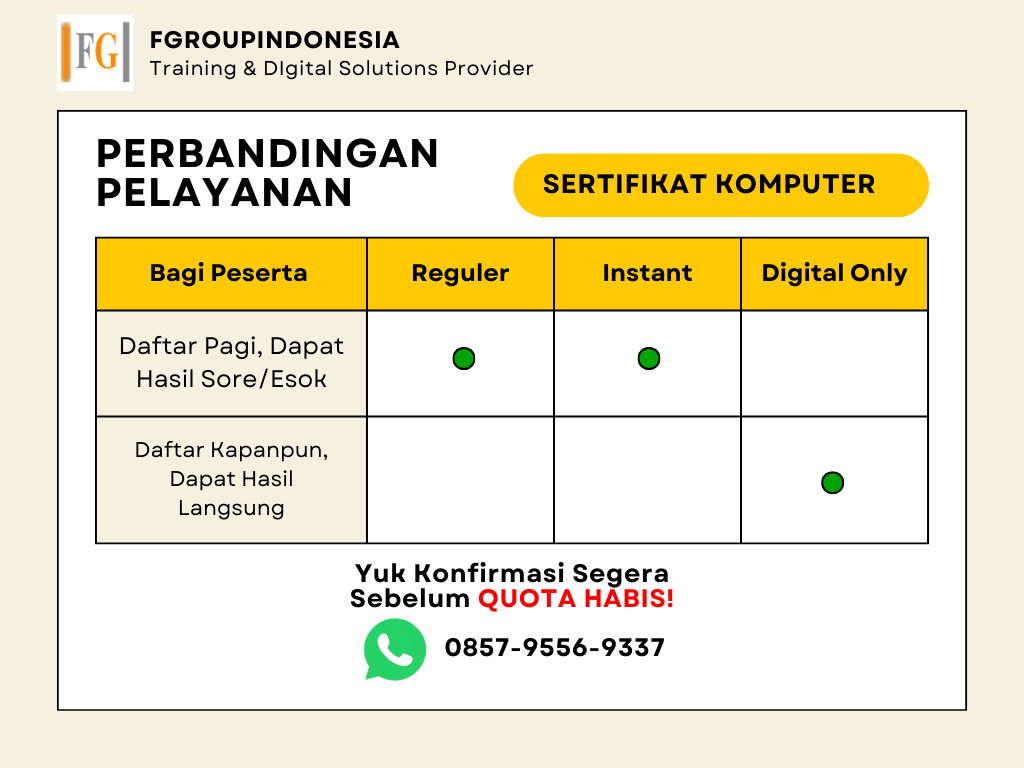 FG
FGROUPINDONESIA
Training & DIgital Solutions Provider
PERBANDINGAN
PELAYANAN
SERTIFIKAT KOMPUTER
Bagi Peserta
Reguler
Instant
Digital Only
Daftar Pagi, Dapat
Hasil Sore/Esok
Daftar Kapanpun,
Dapat Hasil
Langsung
Yuk Konfirmasi Segera
Sebelum QUOTA HABIS!
0857-9556-9337